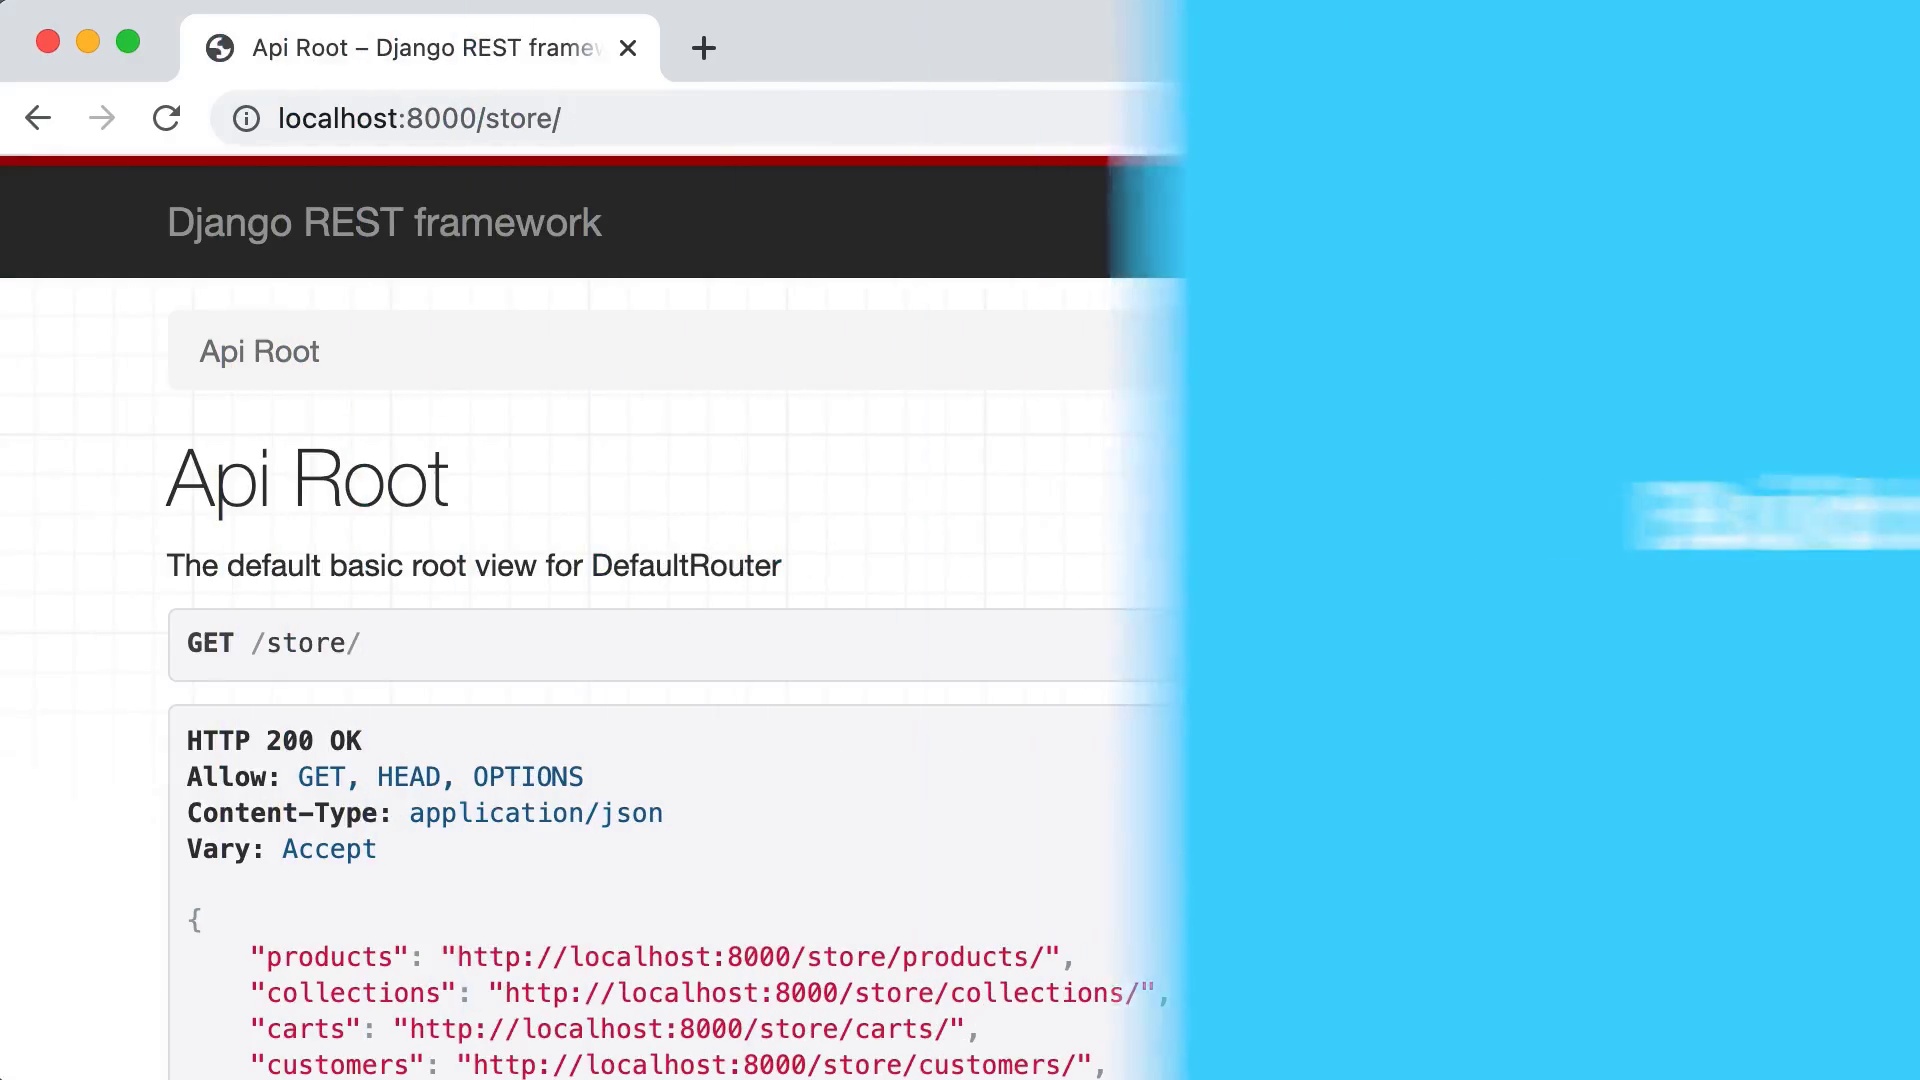 Api Root – Django REST framew
localhost:8000/store/
Django REST framework
Api Root
Api Root
The default basic root view for DefaultRouter
GET /store/
HTTP 200 OK
Allow: GET, HEAD, OPTIONS
Content-Type: application/json
Vary: Accept
{
"products": "http://localhost:8000/store/products/",
"collections": "http://localhost:8000/store/collections/",
"carts": "http://localhost:8000/store/carts/",
"customers": "http://localhost:8000/store/customers/",